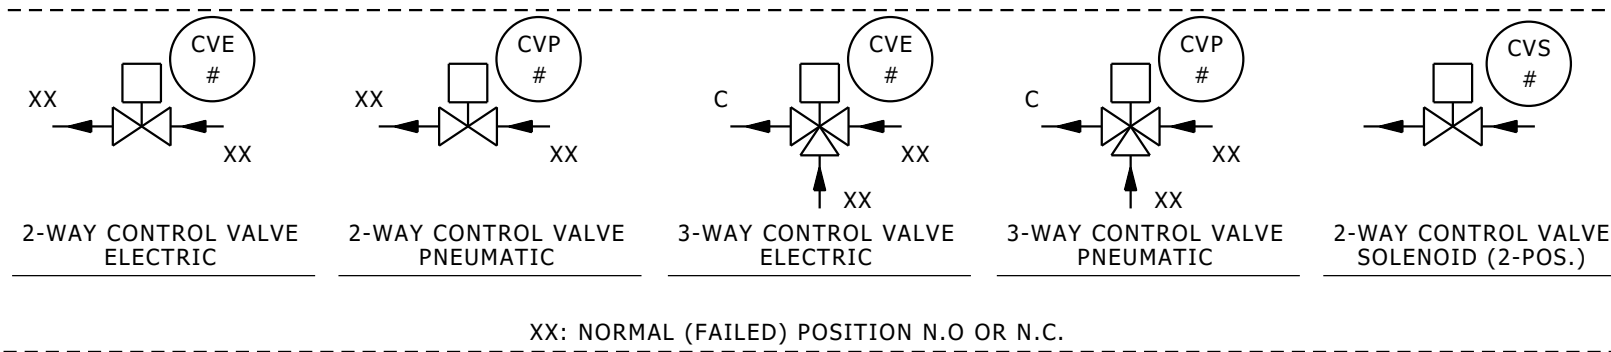 CVE
#
XX
XX
2-WAY CONTROL VALVE
ELECTRIC
CVP
#
XX
XX
2-WAY CONTROL VALVE
PNEUMATIC
CVE
#
C
XX
XX
3-WAY CONTROL VALVE
ELECTRIC
CVP
#
C
XX
XX
3-WAY CONTROL VALVE
PNEUMATIC
CVS
#
2-WAY CONTROL VALVE
SOLENOID (2-POS.)
XX: NORMAL (FAILED) POSITION N.O OR N.C.